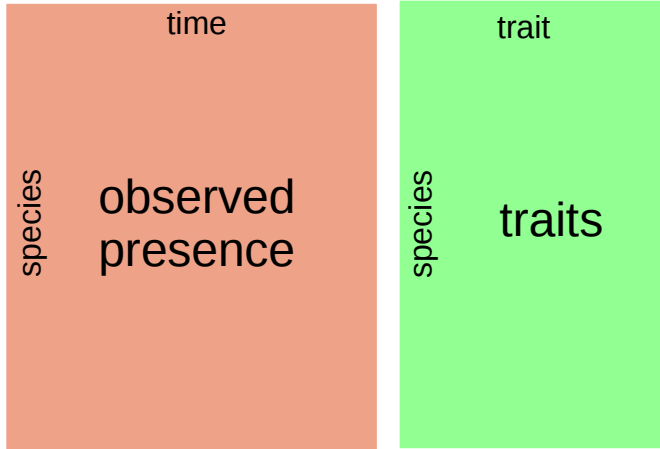 time
species
observed
presence
trait
species
traits